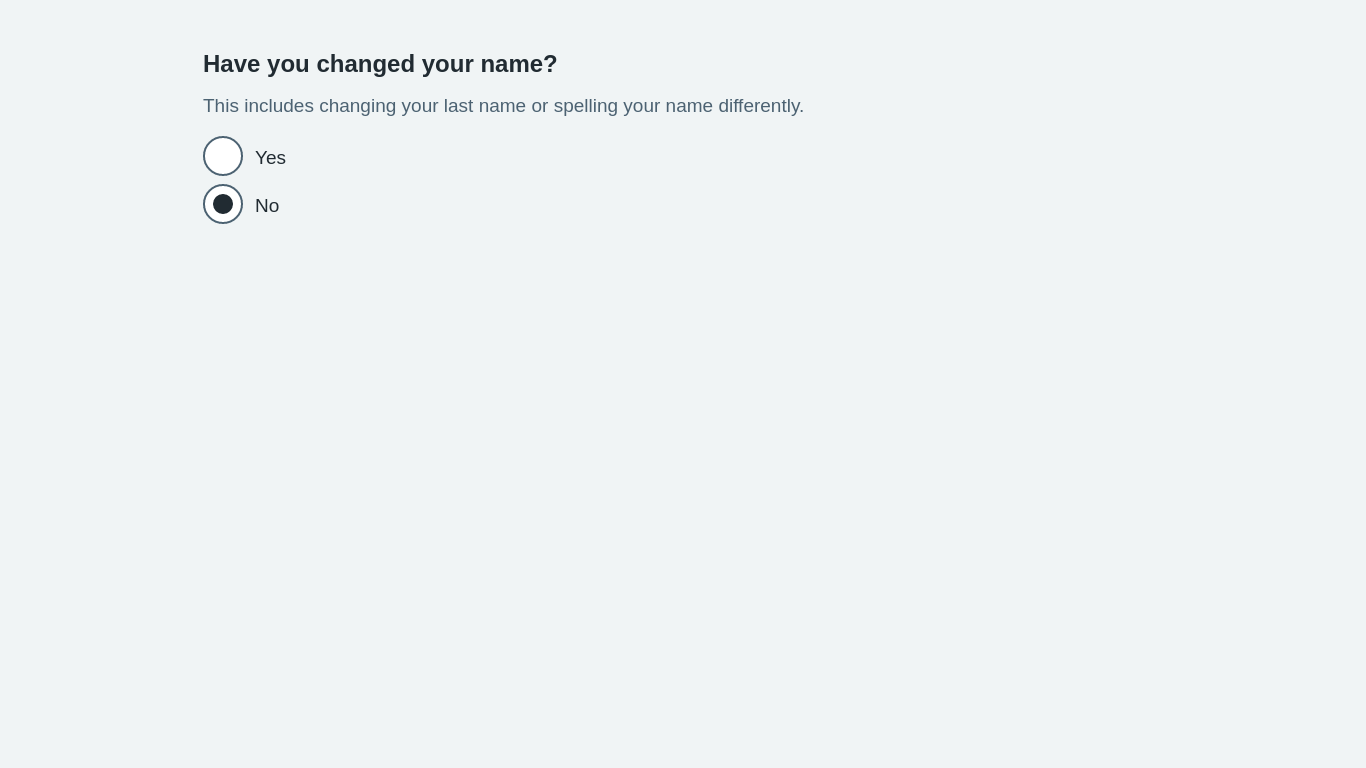 Have you changed your name?
This includes changing your last name or spelling your name differently.
Yes
No